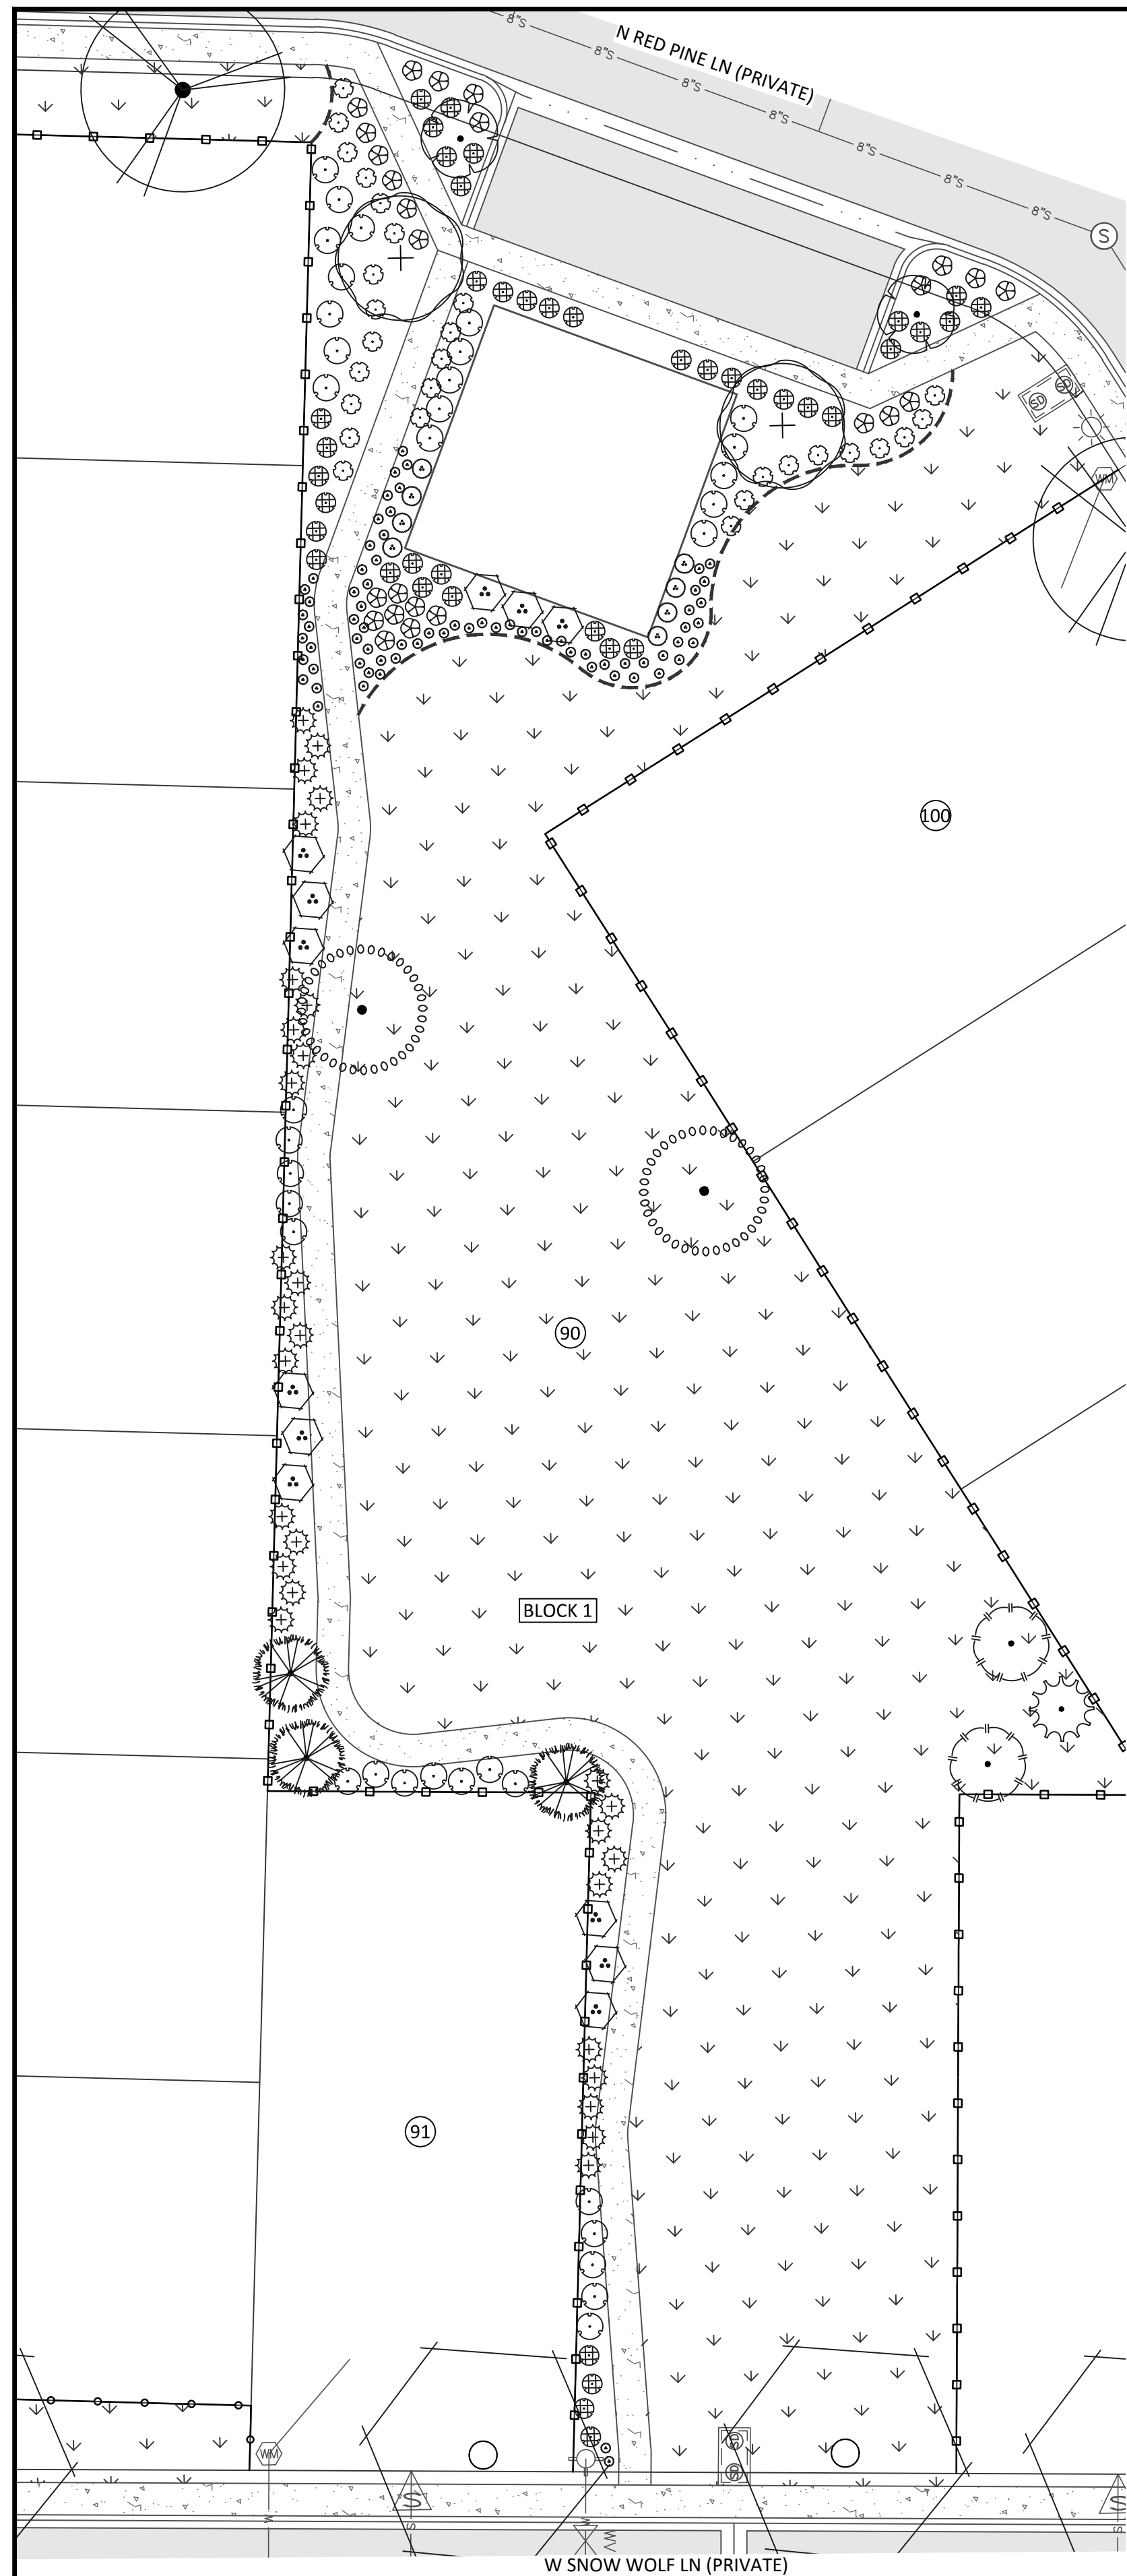 8"S
N RED PINE LN (PRIVATE)
8"S
8"S
8"S
8"S
8"S
8"S
S
SD
SD
WM
100
90
BLOCK 1
91
WM
SD
SD
S
S
W
W
S
W
S
W SNOW WOLF LN (PRIVATE)